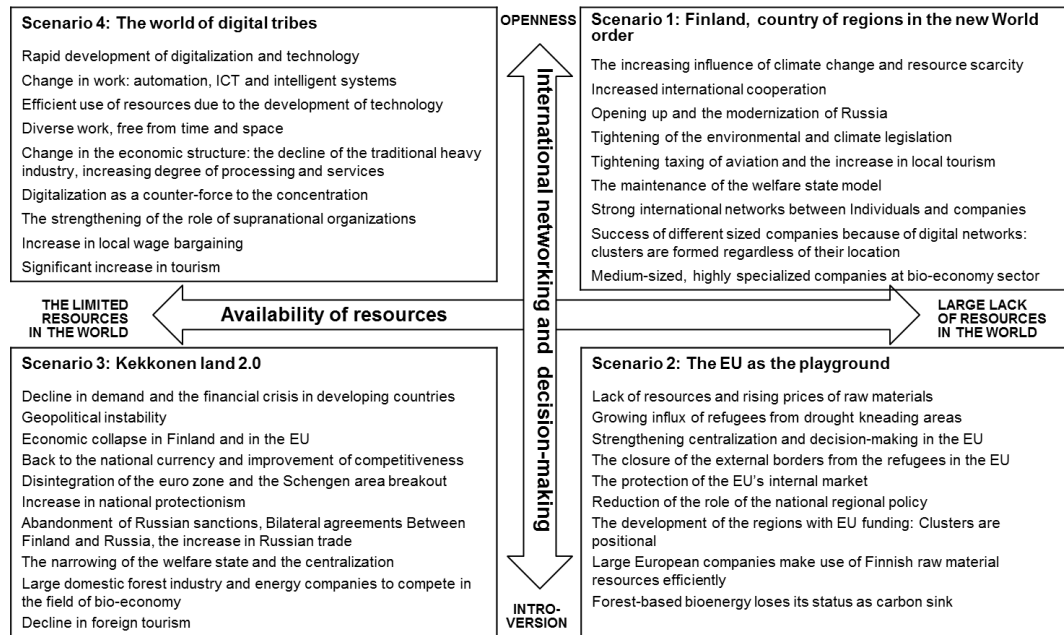 Scenario 4: The world of digital tribes
Rapid development of digitalization and technology
Change in work: automation, ICT and intelligent systems
Efficient use of resources due to the development of technology
Diverse work, free from time and space
Change in the economic structure: the decline of the traditional heavy
industry, increasing degree of processing and services
Digitalization as a counter-force to the concentration
The strengthening of the role of supranational organizations
Increase in local wage bargaining
Significant increase in tourism
OPENNESS
Scenario 1: Finland, country of regions in the new World
order
The increasing influence of climate change and resource scarcity
Increased international cooperation
Opening up and the modernization of Russia
Tightening of the environmental and climate legislation
Tightening taxing of aviation and the increase in local tourism
The maintenance of the welfare state model
Strong international networks between Individuals and companies
Success of different sized companies because of digital networks:
clusters are formed regardless of their location
Medium-sized, highly specialized companies at bio-economy sector
International networking and decision-making
THE LIMITED
RESOURCES
IN THE WORLD
Availability of resources
LARGE LACK
OF RESOURCES
IN THE WORLD
Scenario 3: Kekkonen land 2.0
Decline in demand and the financial crisis in developing countries
Geopolitical instability
Economic collapse in Finland and in the EU
Back to the national currency and improvement of competitiveness
Disintegration of the euro zone and the Schengen area breakout
Increase in national protectionism
Abandonment of Russian sanctions, Bilateral agreements Between
Finland and Russia, the increase in Russian trade
The narrowing of the welfare state and the centralization
Large domestic forest industry and energy companies to compete in
the field of bio-economy
Decline in foreign tourism
INTRO-
VERSION
Scenario 2: The EU as the playground
Lack of resources and rising prices of raw materials
Growing influx of refugees from drought kneading areas
Strengthening centralization and decision-making in the EU
The closure of the external borders from the refugees in the EU
The protection of the EU's internal market
Reduction of the role of the national regional policy
The development of the regions with EU funding: Clusters are
positional
Large European companies make use of Finnish raw material
resources efficiently
Forest-based bioenergy loses its status as carbon sink